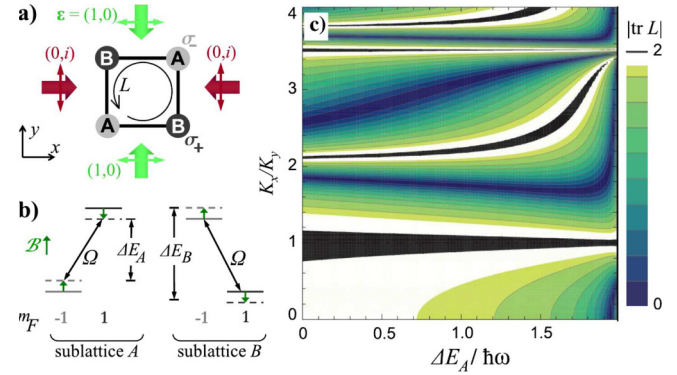 a)
ε = (1,0)
σ-
B
A
(0,i)
(0,i)
L
A
B
σ+
y
x
(1,0)
b)
ℬ
Ω
ΔE_A
ΔE_B
Ω
m_F
-1
1
-1
1
sublattice A
sublattice B
c)
|tr L|
2
0
4
3
2
1
0
K_x/K_y
0
0.5
1
1.5
ΔE_A/ħω